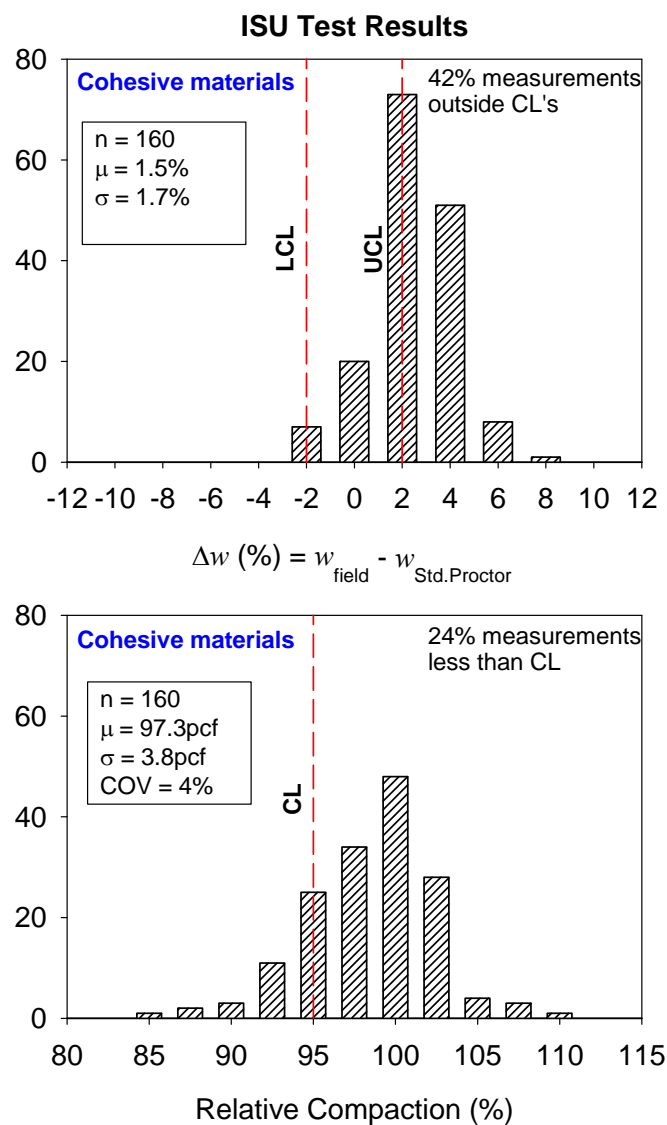 ISU Test Results
80
60
40
20
0
Cohesive materials
42% measurements
outside CL's
n = 160
μ = 1.5%
σ = 1.7%
LCL
UCL
-12 -10 -8 -6 -4 -2 0 2 4 6 8 10 12
Δw (%) = w field - w Std.Proctor
80
60
40
20
0
Cohesive materials
24% measurements
less than CL
n = 160
μ = 97.3pcf
σ = 3.8pcf
COV = 4%
CL
80 85 90 95 100 105 110 115
Relative Compaction (%)